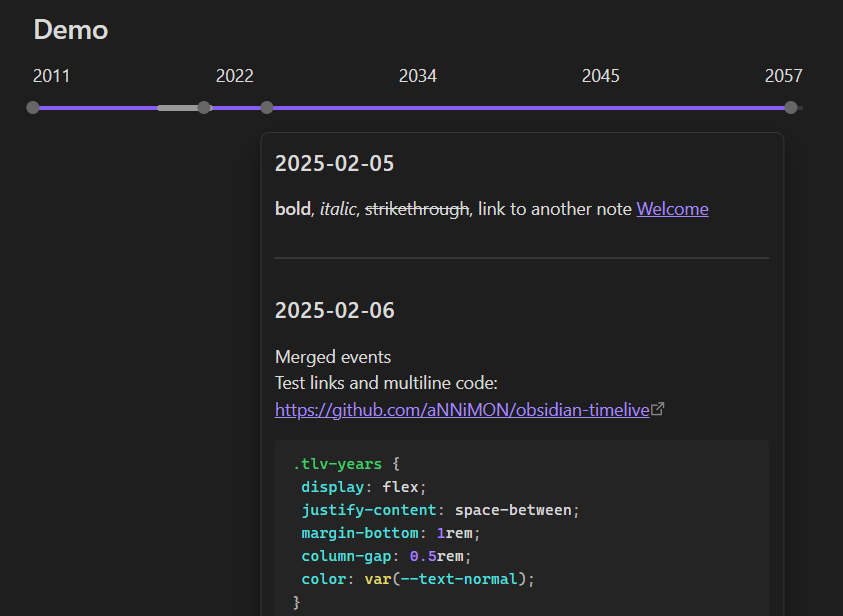 Demo
2011 2022 2034 2045 2057
2025-02-05
bold, italic, strikethrough, link to another note Welcome
2025-02-06
Merged events
Test links and multiline code:
https://github.com/aNNiMON/obsidian-timelive
.tlv-years {
display: flex;
justify-content: space-between;
margin-bottom: 1rem;
column-gap: 0.5rem;
color: var(--text-normal);
}